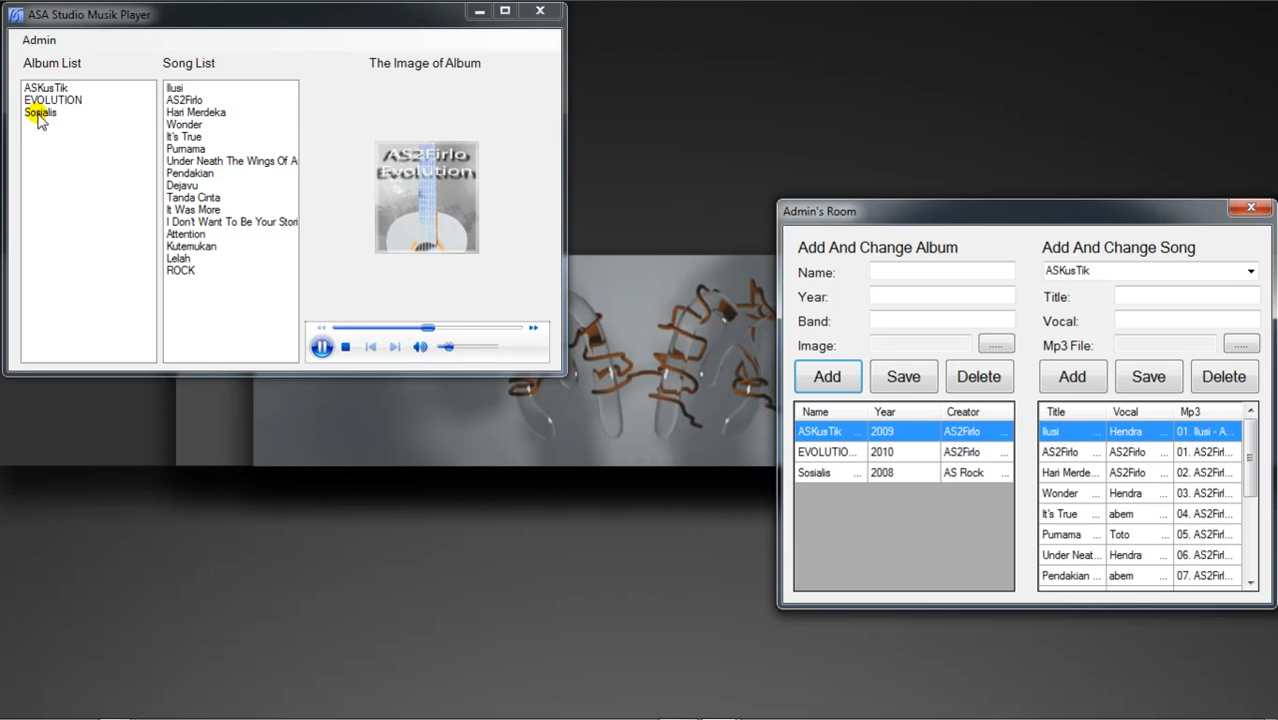 ASA Studio Musik Player
Admin
Album List
Song List
The Image of Album
ASKusTik
EVOLUTION
Sosialis
Ilusi
AS2Firlo
Hari Merdeka
Wonder
It's True
Purnama
Under Neath The Wings Of A
Pendakian
Dejavu
Tanda Cinta
It Was More
I Don't Want To Be Your Stori
Attention
Kutemukan
Lelah
ROCK
AS2Firlo
Evolution
Admin's Room
Add And Change Album
Name:
Year:
Band:
Image:
.....
Add Save Delete
Name Year Creator
ASKusTik ... 2009 AS2Firlo ...
EVOLUTIO... 2010 AS2Firlo ...
Sosialis ... 2008 AS Rock ...
Add And Change Song
ASKusTik
Title:
Vocal:
Mp3 File:
.....
Add Save Delete
Title Vocal Mp3
Ilusi ... Hendra ... 01. Ilusi - A...
AS2Firlo ... AS2Firlo ... 01. AS2Firl...
Hari Merde... AS2Firlo ... 02. AS2Firl...
Wonder ... Hendra ... 03. AS2Firl...
It's True ... abem ... 04. AS2Firl...
Purnama ... Toto ... 05. AS2Firl...
Under Neat... Hendra ... 06. AS2Firl...
Pendakian ... abem ... 07. AS2Firl...